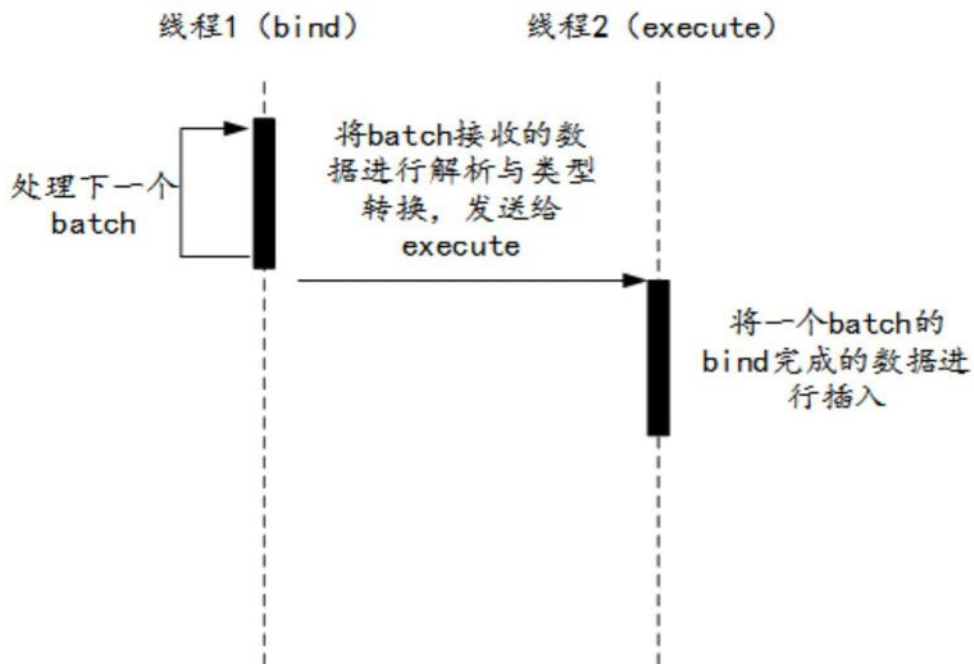 线程1（bind）
线程2（execute）
将batch接收的数
据进行解析与类型
转换，发送给
execute
处理下一个
batch
将一个batch的
bind完成的数据进
行插入